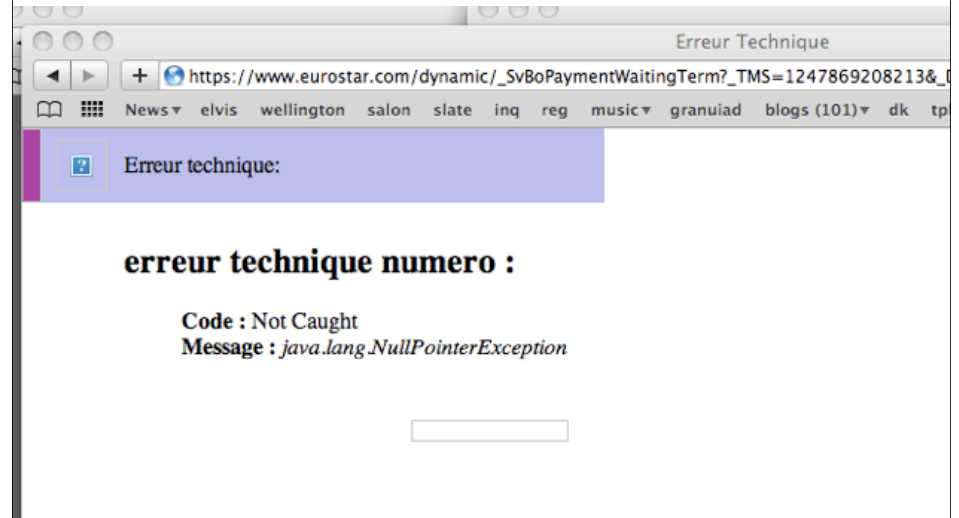 Erreur Technique
https://www.eurostar.com/dynamic/_SvBoPaymentWaitingTerm?_TMS=1247869208213&_
News elvis wellington salon slate inq reg music granuiad blogs (101) dk
Erreur technique:
erreur technique numero :
Code : Not Caught
Message : java.lang.NullPointerException